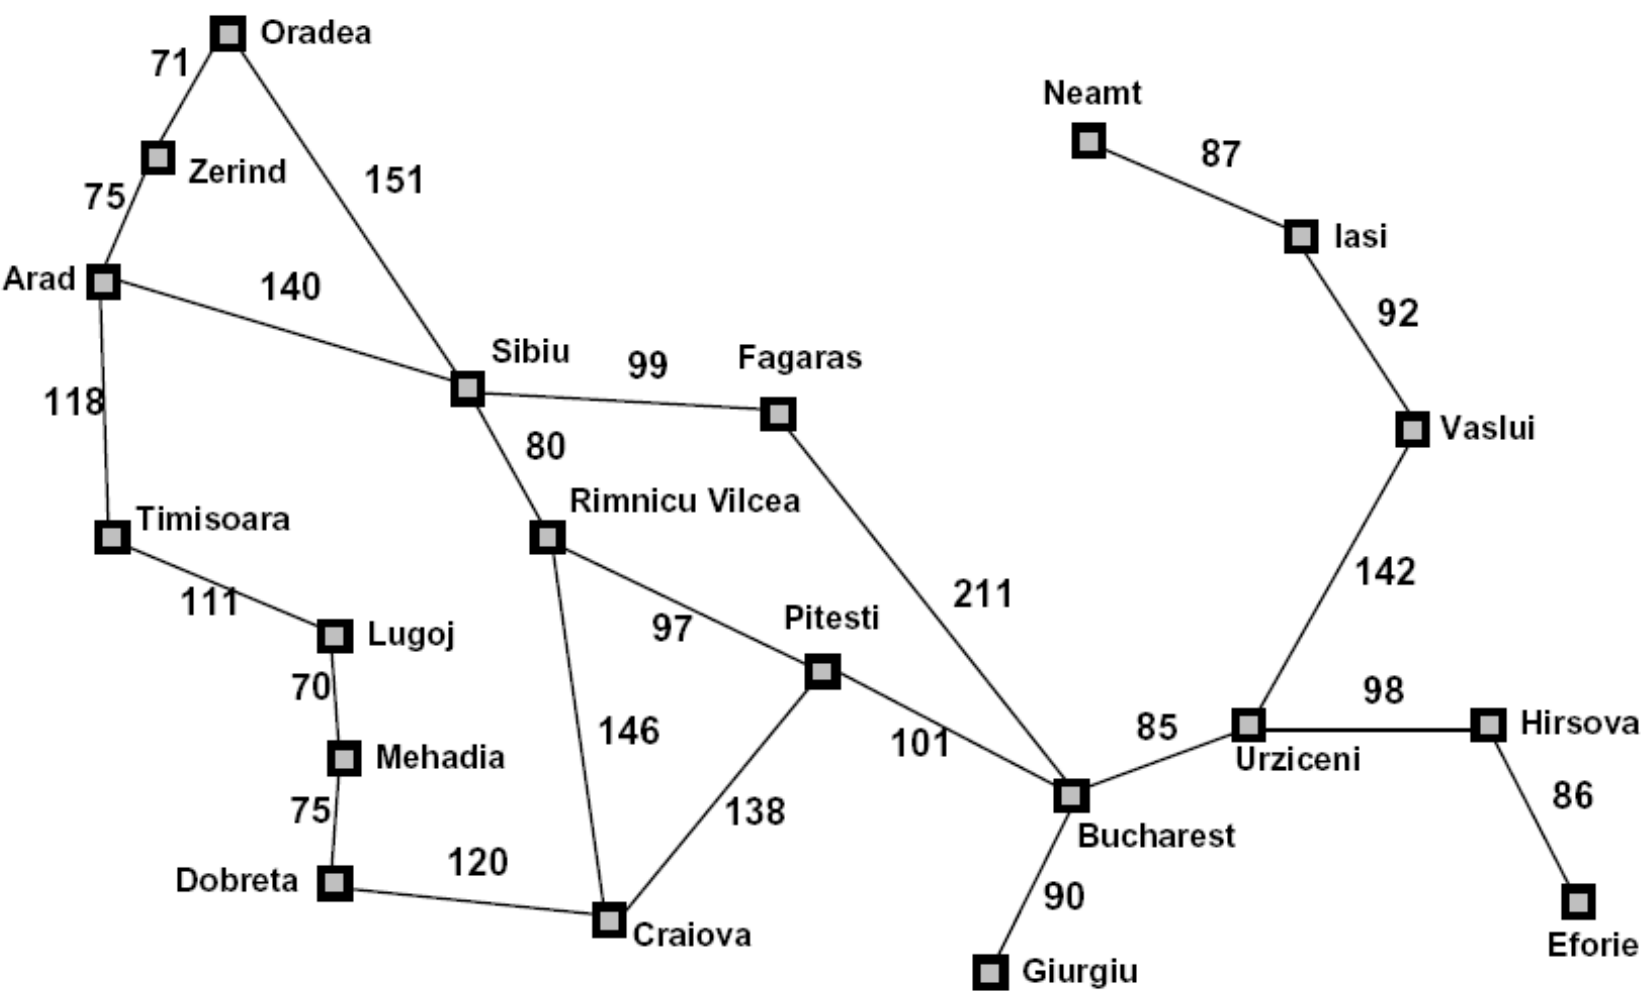 Oradea
71
Neamt
87
Zerind
151
75
Iasi
Arad
140
92
Sibiu
99
Fagaras
118
Vaslui
80
Rimnicu Vilcea
Timisoara
142
211
111
Lugoj
97
Pitesti
70
98
146
85
Hirsova
101
Urziceni
Mehadia
75
138
86
Bucharest
120
Dobreta
90
Craiova
Eforie
Giurgiu